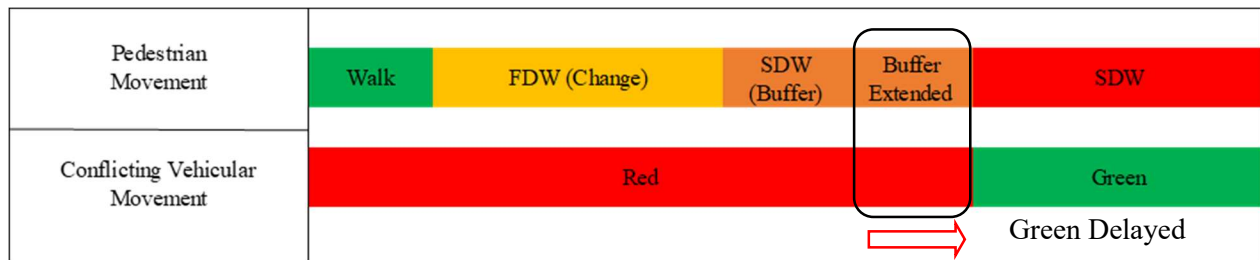 Pedestrian
Movement
Walk
FDW (Change)
SDW
(Buffer)
Buffer
Extended
SDW
Conflicting Vehicular
Movement
Red
Green
Green Delayed